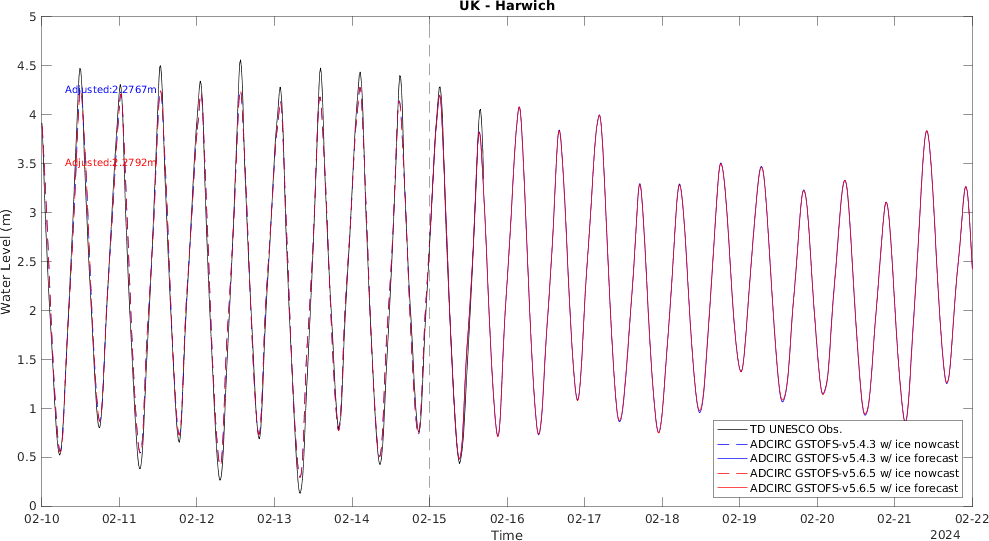 UK - Harwich
5
4.5
4
3.5
3
2.5
2
1.5
1
0.5
0
Water Level (m)
Adjusted:2.2767m
Adjusted:2.2792m
TD UNESCO Obs.
ADCIRC GSTOFS-v5.4.3 w/ ice nowcast
ADCIRC GSTOFS-v5.4.3 w/ ice forecast
ADCIRC GSTOFS-v5.6.5 w/ ice nowcast
ADCIRC GSTOFS-v5.6.5 w/ ice forecast
02-10 02-11 02-12 02-13 02-14 02-15 02-16 02-17 02-18 02-19 02-20 02-21 02-22
Time
2024